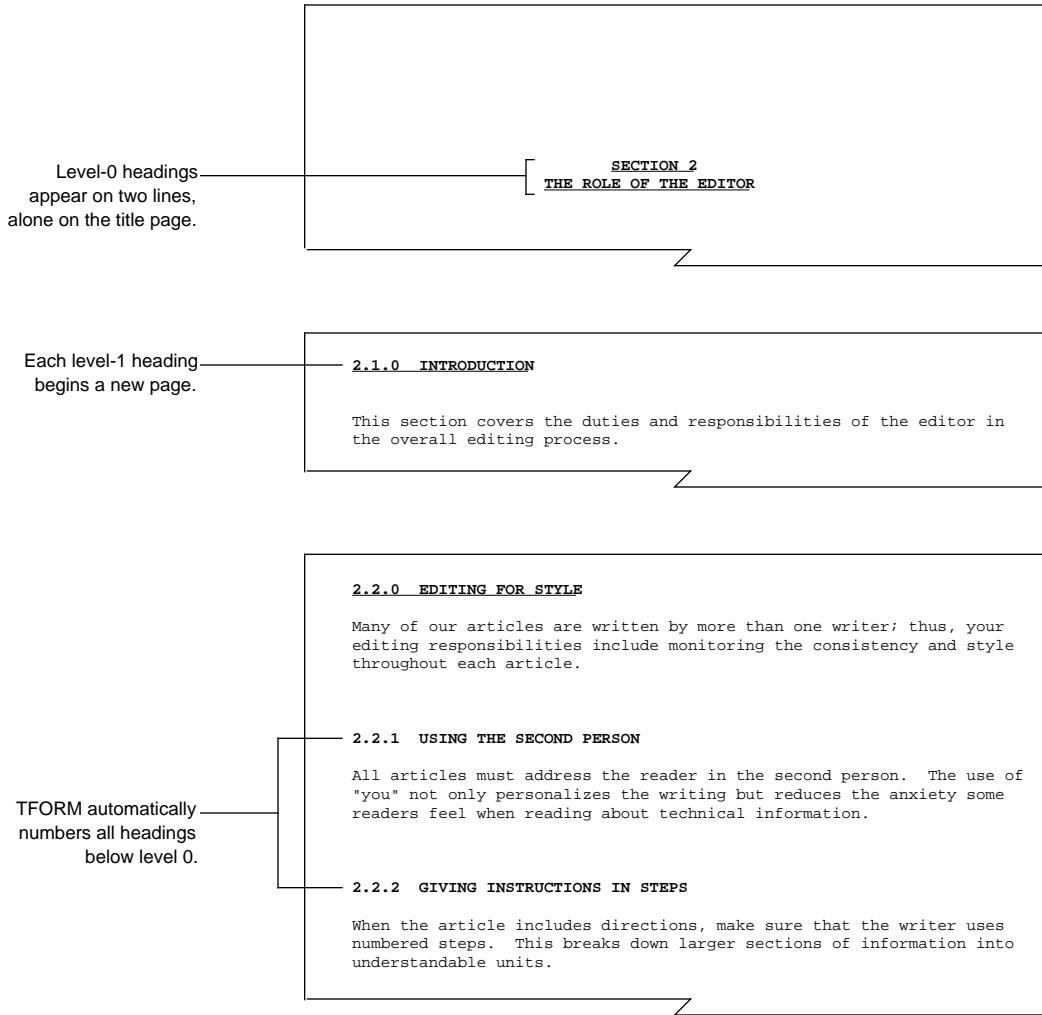 Level-0 headings
appear on two lines,
alone on the title page.
SECTION 2
THE ROLE OF THE EDITOR
Each level-1 heading
begins a new page.
2.1.0  INTRODUCTION
This section covers the duties and responsibilities of the editor in
the overall editing process.
2.2.0  EDITING FOR STYLE
Many of our articles are written by more than one writer; thus, your
editing responsibilities include monitoring the consistency and style
throughout each article.
2.2.1  USING THE SECOND PERSON
All articles must address the reader in the second person.  The use of
"you" not only personalizes the writing but reduces the anxiety some
readers feel when reading about technical information.
TFORM automatically
numbers all headings
below level 0.
2.2.2  GIVING INSTRUCTIONS IN STEPS
When the article includes directions, make sure that the writer uses
numbered steps.  This breaks down larger sections of information into
understandable units.